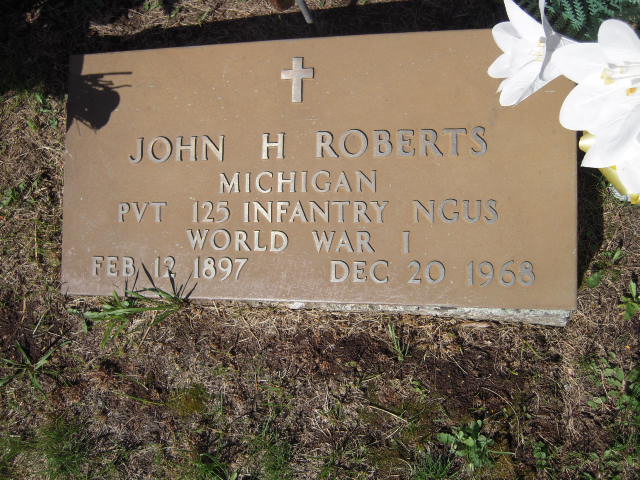 JOHN H ROBERTS
MICHIGAN
PVT 125 INFANTRY NGUS
WORLD WAR I
FEB 12 1897 DEC 20 1968